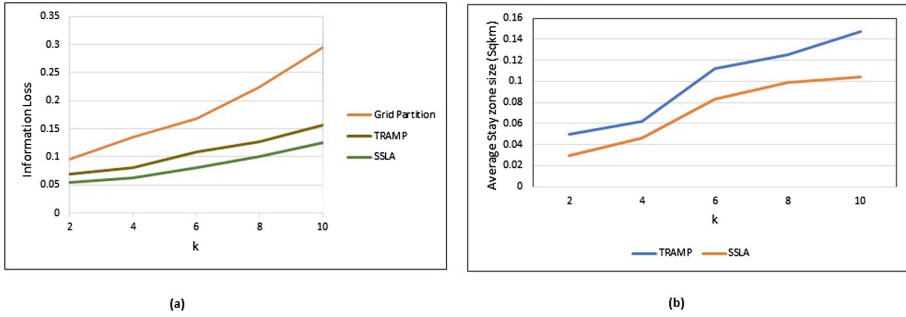 0.35
0.3
0.25
0.2
0.15
0.1
0.05
0
Information Loss
2 4 6 8 10
k
Grid Partition
TRAMP
SSLA
(a)
0.16
0.14
0.12
0.1
0.08
0.06
0.04
0.02
0
Average Stay zone size (Sqkm)
2 4 6 8 10
k
TRAMP SSLA
(b)